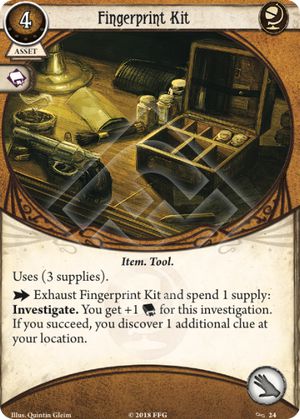 Fingerprint Kit
4
ASSET
Item. Tool.
Uses (3 supplies).
Exhaust Fingerprint Kit and spend 1 supply:
Investigate. You get +1 for this investigation.
If you succeed, you discover 1 additional clue at
your location.
Illus. Quintin Gleim
© 2018 FFG
24